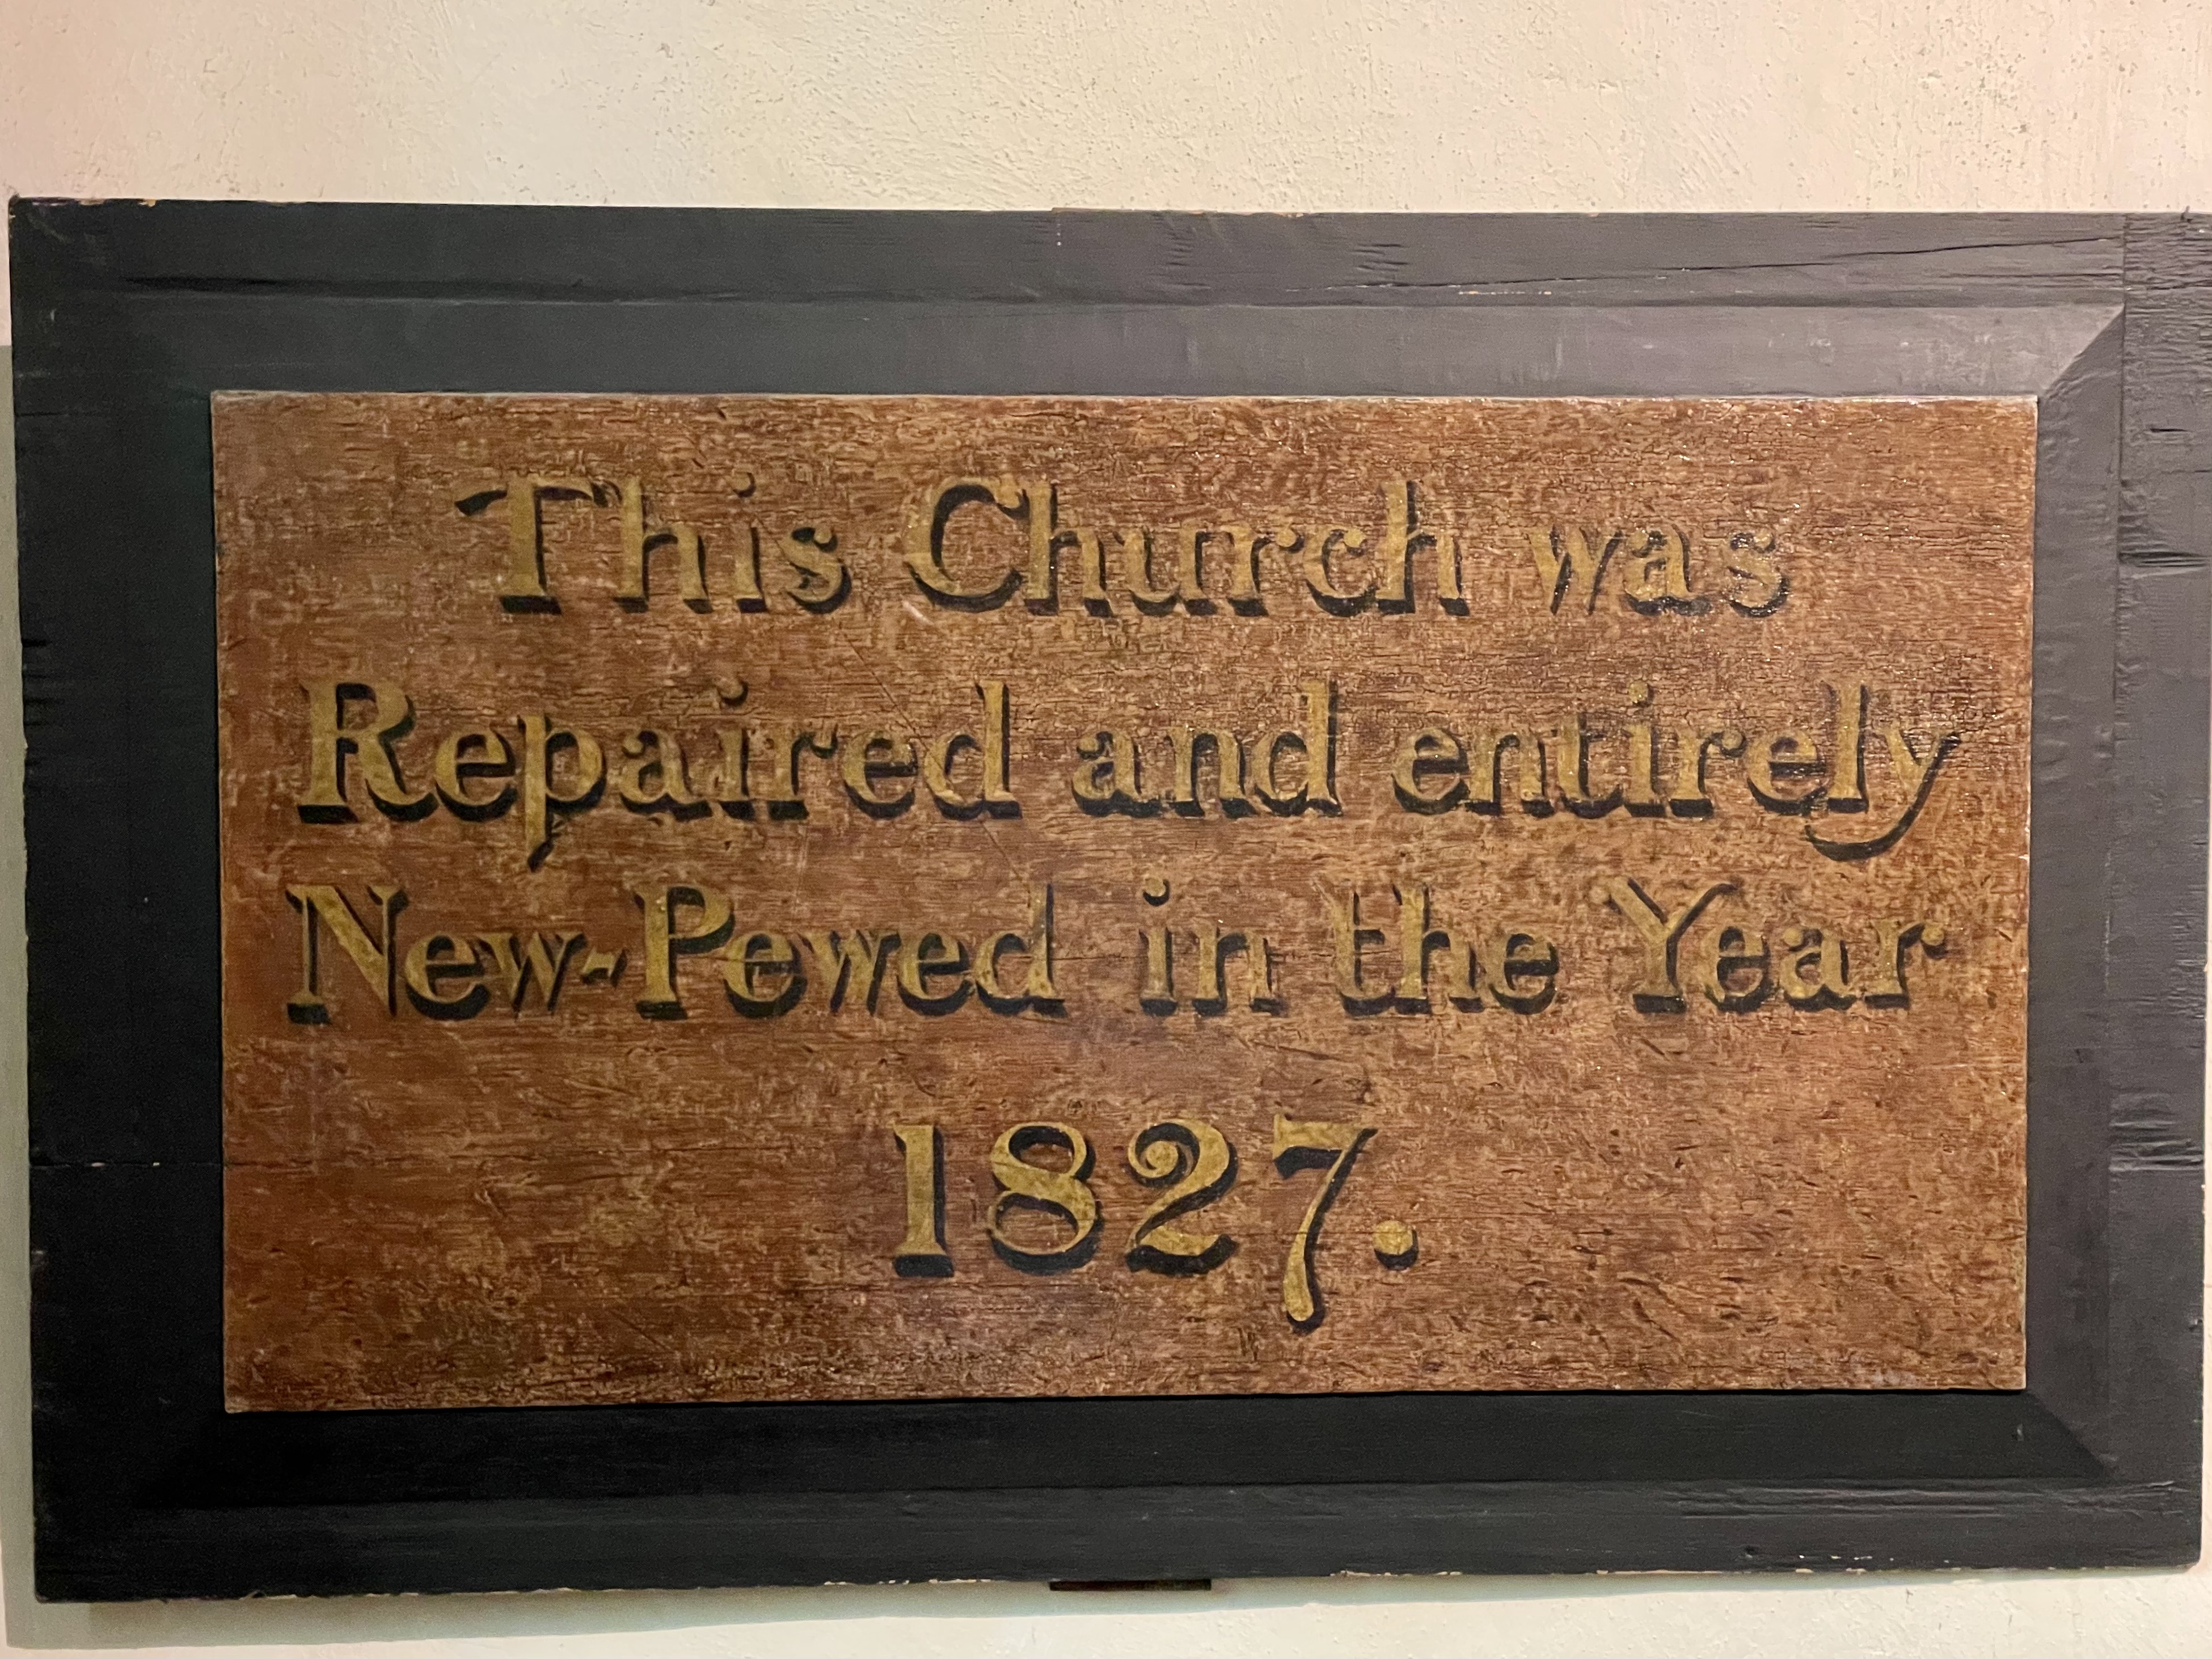 This Church was
Repaired and entirely
New-Pewed in the Year
1827.